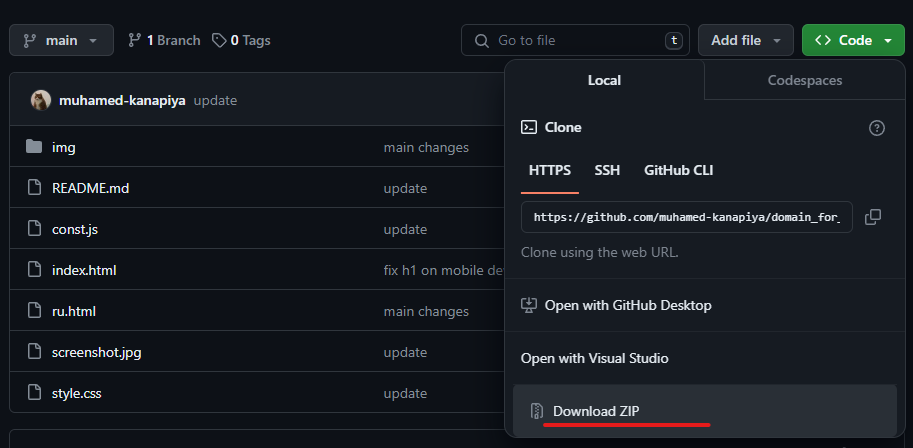 main
1 Branch
0 Tags
Go to file
t
Add file
<> Code
muhamed-kanapiya update
img main changes
README.md update
const.js update
index.html fix h1 on mobile de
ru.html main changes
screenshot.jpg update
style.css update
Local Codespaces
Clone
?
HTTPS SSH GitHub CLI
https://github.com/muhamed-kanapiya/domain_for_
Clone using the web URL.
Open with GitHub Desktop
Open with Visual Studio
Download ZIP